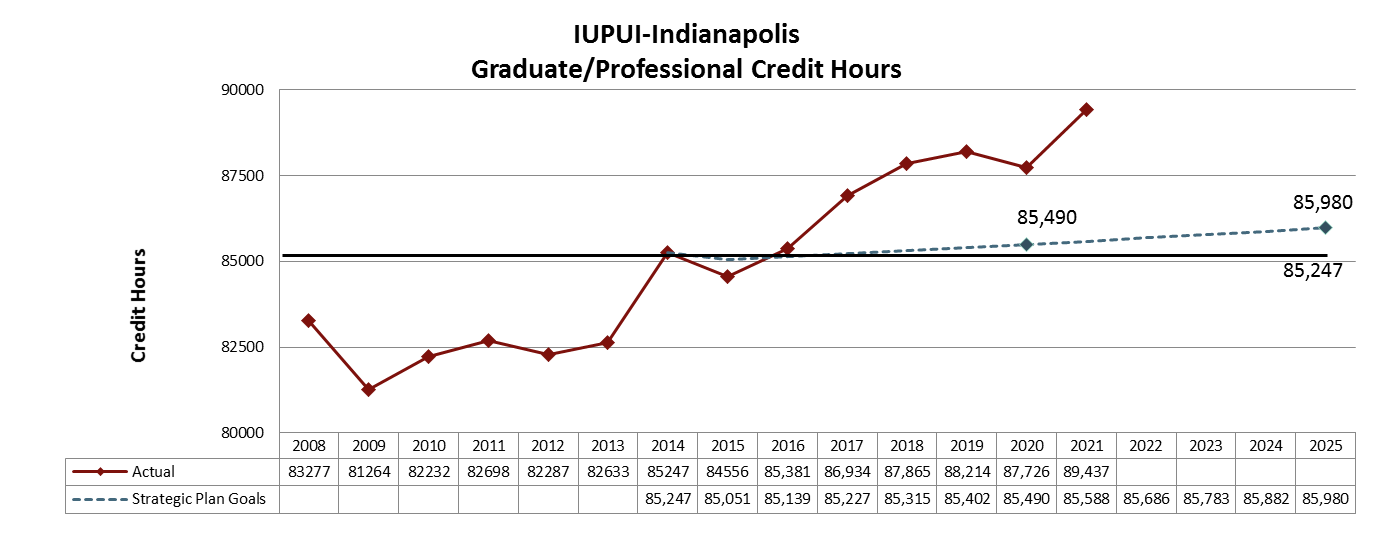 IUPUI-Indianapolis
Graduate/Professional Credit Hours
90000
87500
85000
82500
80000
Credit Hours
85,490
85,980
85,247
2008 2009 2010 2011 2012 2013 2014 2015 2016 2017 2018 2019 2020 2021 2022 2023 2024 2025
Actual 83277 81264 82232 82698 82287 82633 85247 84556 85,381 86,934 87,865 88,214 87,726 89,437
Strategic Plan Goals 85,247 85,051 85,139 85,227 85,315 85,402 85,490 85,588 85,686 85,783 85,882 85,980